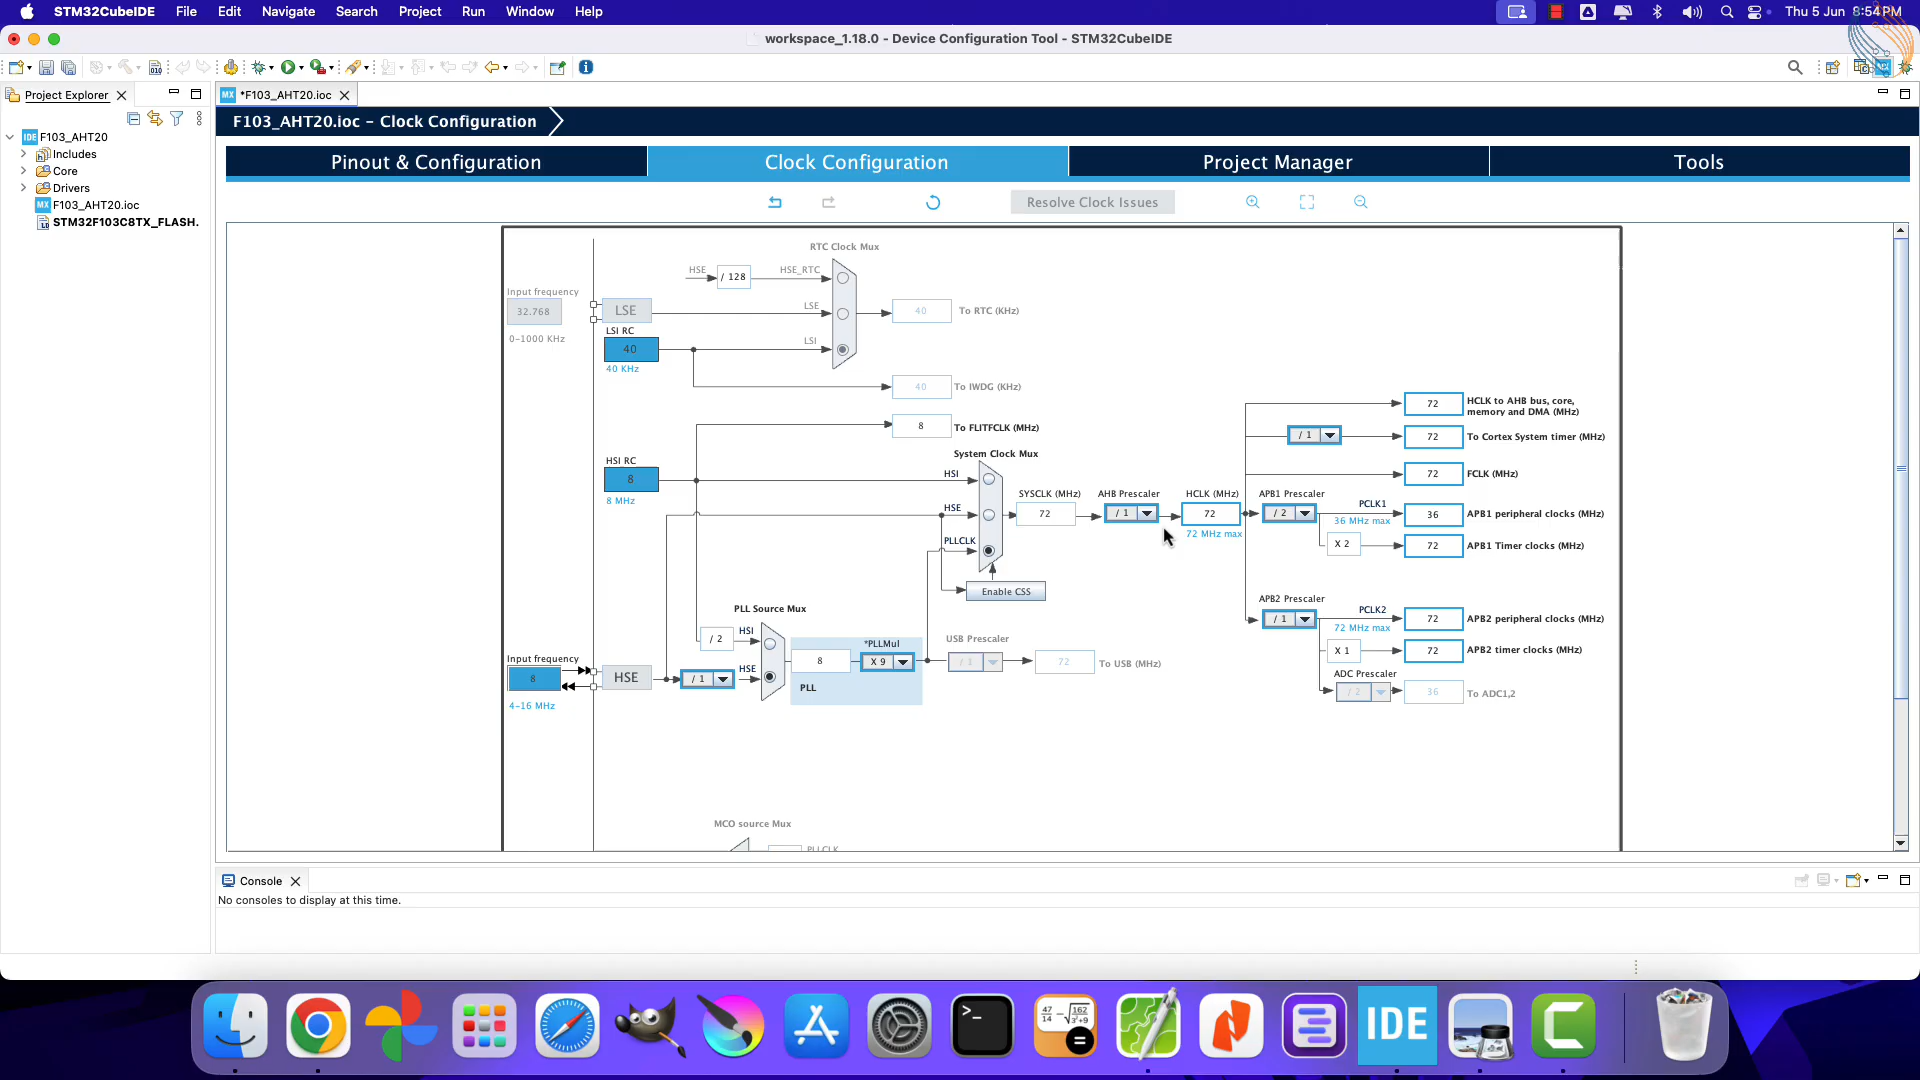 STM32CubeIDE File Edit Navigate Search Project Run Window Help Thu 5 Jun 8:54PM
workspace_1.18.0 - Device Configuration Tool - STM32CubeIDE
Project Explorer
MX *F103_AHT20.ioc
F103_AHT20.ioc – Clock Configuration
IDE F103_AHT20
Includes
Core
Drivers
MX F103_AHT20.ioc
STM32F103C8TX_FLASH.
Pinout & Configuration Clock Configuration Project Manager Tools
Resolve Clock Issues
RTC Clock Mux
HSE / 128 HSE_RTC
Input frequency
32.768 LSE LSE 40 To RTC (KHz)
0-1000 KHz
LSI RC
40 LSI
40 KHz
40 To IWDG (KHz)
8 To FLITFCLK (MHz)
HSI RC
8
8 MHz
System Clock Mux
HSI
HSE
PLLCLK
Enable CSS
SYSCLK (MHz) AHB Prescaler HCLK (MHz) APB1 Prescaler
72 / 1 72 / 2
72 MHz max
72 HCLK to AHB bus, core,
memory and DMA (MHz)
/ 1 72 To Cortex System timer (MHz)
72 FCLK (MHz)
PCLK1
36 MHz max 36 APB1 peripheral clocks (MHz)
X 2 72 APB1 Timer clocks (MHz)
APB2 Prescaler
PCLK2
/ 1 72 MHz max 72 APB2 peripheral clocks (MHz)
X 1 72 APB2 timer clocks (MHz)
ADC Prescaler
/ 2 36 To ADC1,2
PLL Source Mux
/ 2 HSI
*PLLMul
8 X 9
PLL
USB Prescaler
/ 1 72 To USB (MHz)
Input frequency
8 HSE / 1 HSE
4-16 MHz
MCO source Mux
PLLCLK
Console
No consoles to display at this time.
IDE